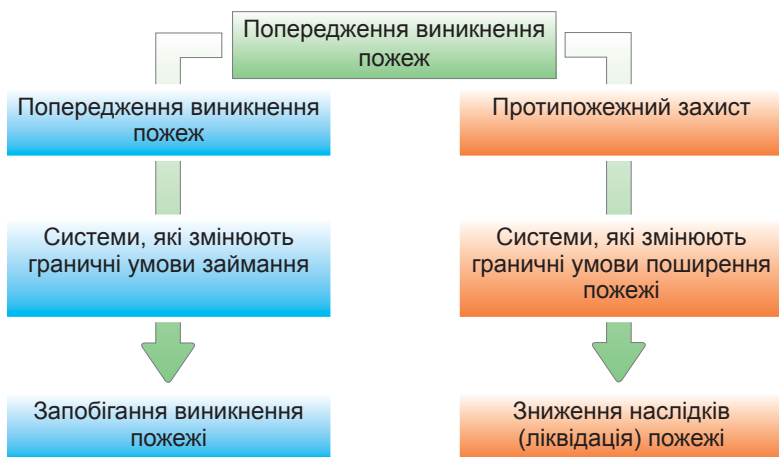 Попередження виникнення
пожеж
Попередження виникнення
пожеж
Протипожежний захист
Системи, які змінюють
граничні умови займання
Системи, які змінюють
граничні умови поширення
пожежі
Запобігання виникнення
пожежі
Зниження наслідків
(ліквідація) пожежі